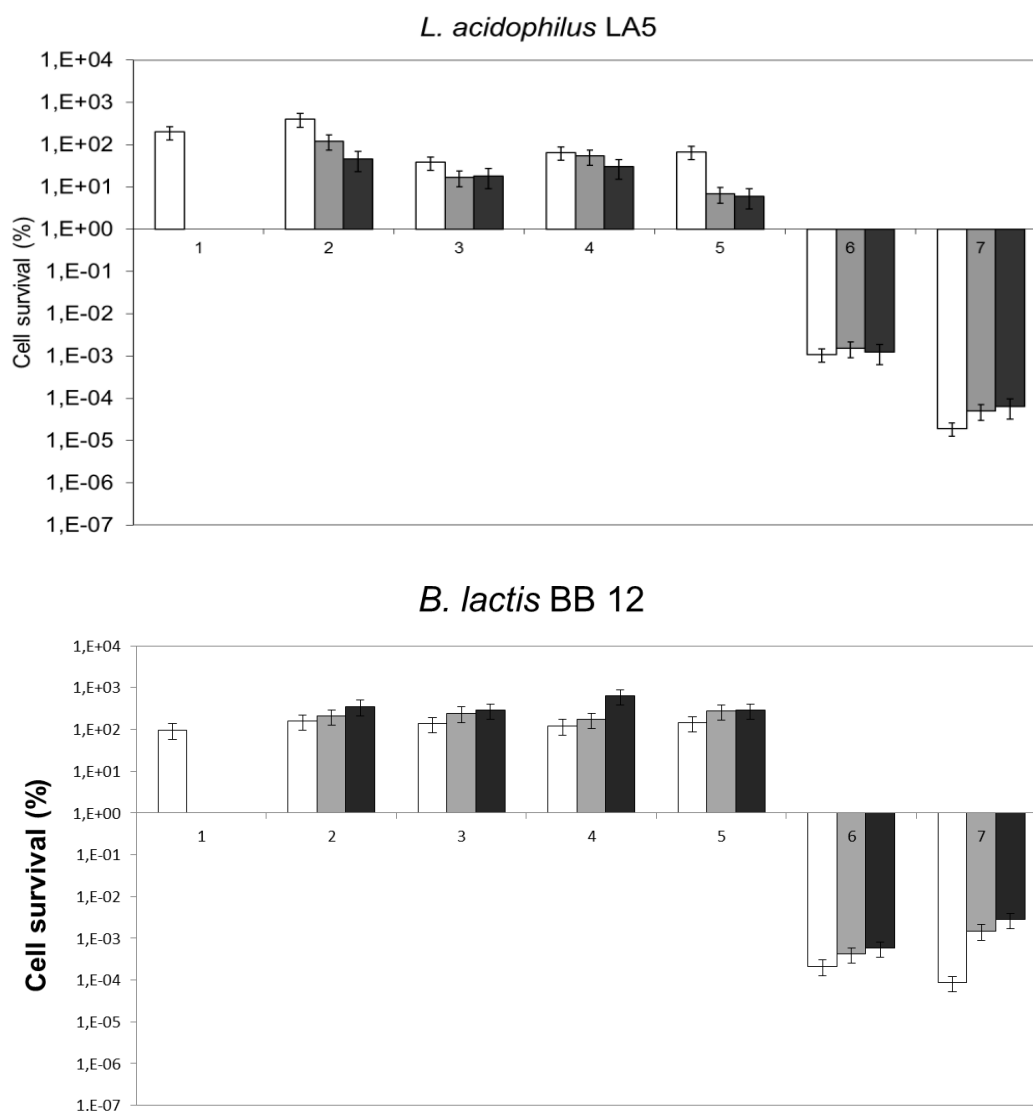 L. acidophilus LA5
Cell survival (%)
1,E+04
1,E+03
1,E+02
1,E+01
1,E+00
1,E-01
1,E-02
1,E-03
1,E-04
1,E-05
1,E-06
1,E-07
1 2 3 4 5 6 7
B. lactis BB 12
Cell survival (%)
1,E+04
1,E+03
1,E+02
1,E+01
1,E+00
1,E-01
1,E-02
1,E-03
1,E-04
1,E-05
1,E-06
1,E-07
1 2 3 4 5 6 7